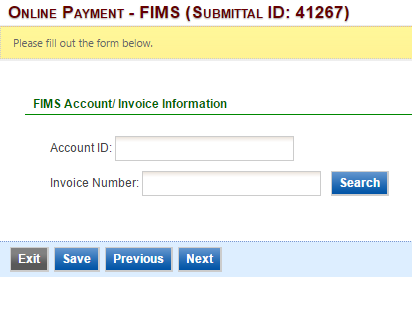 Online Payment - FIMS (Submittal ID: 41267)
Please fill out the form below.
FIMS Account/ Invoice Information
Account ID:
Invoice Number: Search
Exit Save Previous Next